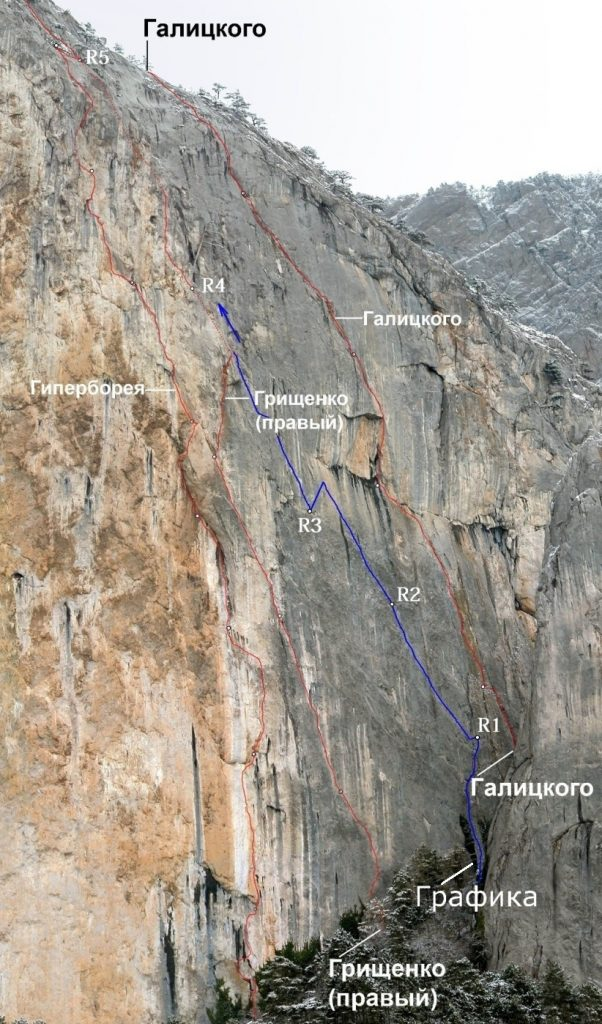 Галицкого
R5
R4
Галицкого
Гиперборея
Грищенко
(правый)
R3
R2
R1
Галицкого
Графика
Грищенко
(правый)